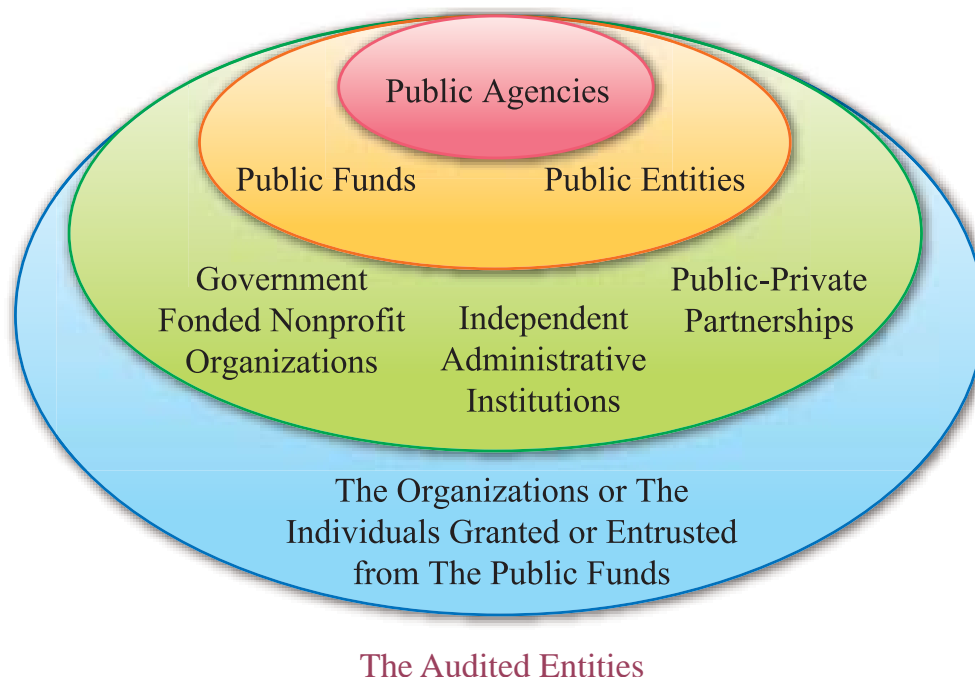 Public Agencies
Public Funds
Public Entities
Government
Fonded Nonprofit
Organizations
Independent
Administrative
Institutions
Public-Private
Partnerships
The Organizations or The
Individuals Granted or Entrusted
from The Public Funds
The Audited Entities